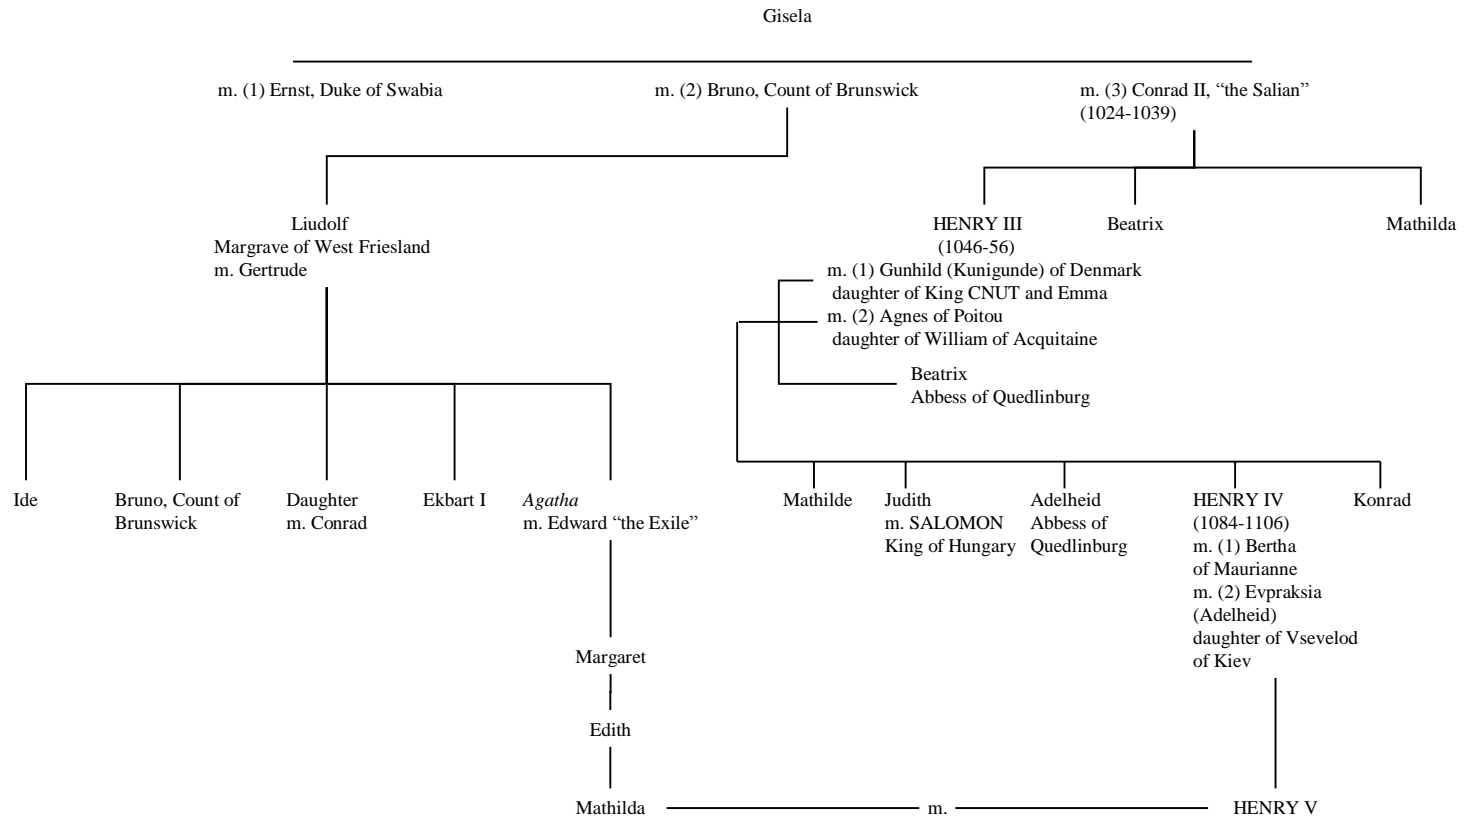 Gisela
m. (1) Ernst, Duke of Swabia
m. (2) Bruno, Count of Brunswick
m. (3) Conrad II, “the Salian”
(1024-1039)
Liudolf
Margrave of West Friesland
m. Gertrude
HENRY III
(1046-56)
m. (1) Gunhild (Kunigunde) of Denmark
daughter of King CNUT and Emma
m. (2) Agnes of Poitou
daughter of William of Acquitaine
Beatrix
Mathilda
Beatrix
Abbess of Quedlinburg
Ide
Bruno, Count of
Brunswick
Daughter
m. Conrad
Ekbart I
Agatha
m. Edward “the Exile”
Mathilde
Judith
m. SALOMON
King of Hungary
Adelheid
Abbess of
Quedlinburg
HENRY IV
(1084-1106)
m. (1) Bertha
of Maurianne
m. (2) Evpraksia
(Adelheid)
daughter of Vsevelod
of Kiev
Konrad
Margaret
Edith
Mathilda
m.
HENRY V